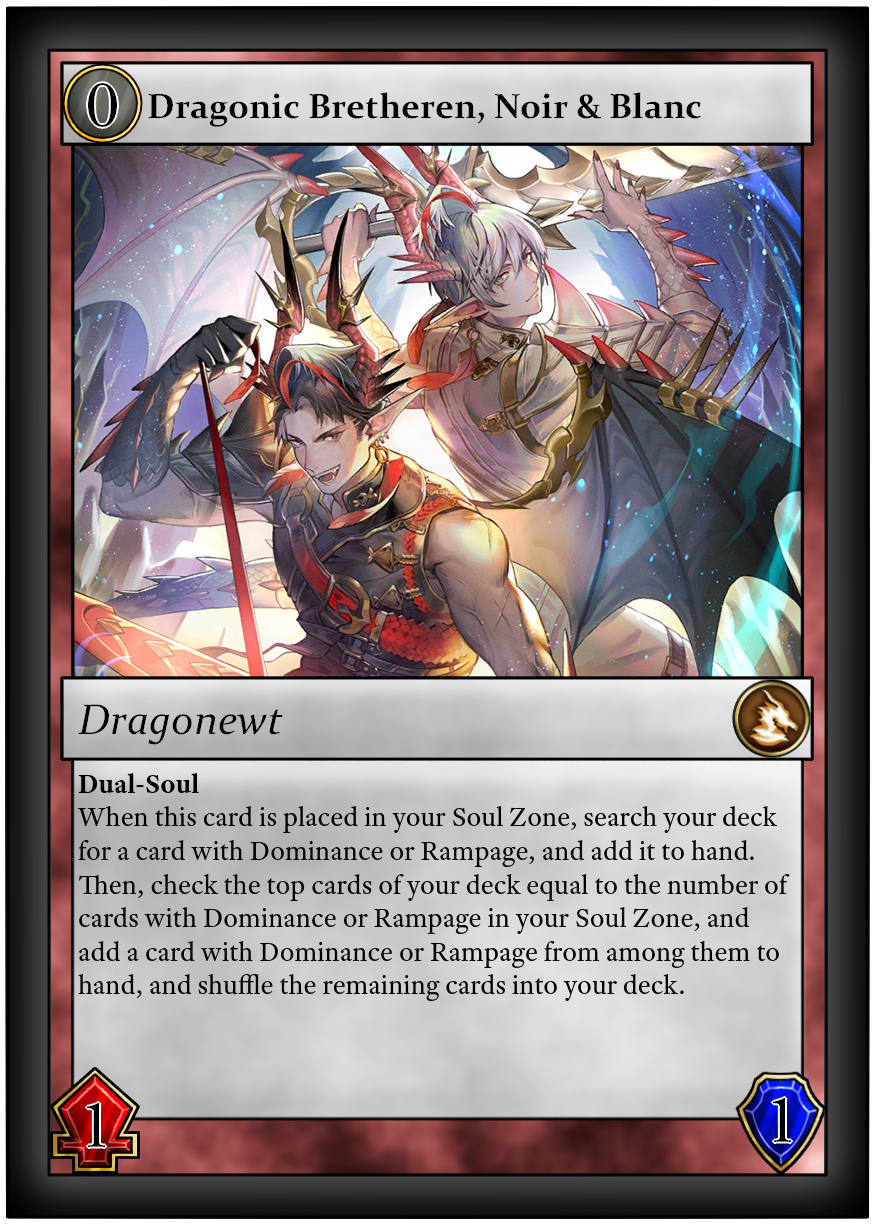 0
Dragonic Bretheren, Noir & Blanc
Dragonewt
Dual-Soul
When this card is placed in your Soul Zone, search your deck
for a card with Dominance or Rampage, and add it to hand.
Then, check the top cards of your deck equal to the number of
cards with Dominance or Rampage in your Soul Zone, and
add a card with Dominance or Rampage from among them to
hand, and shuffle the remaining cards into your deck.
1
1